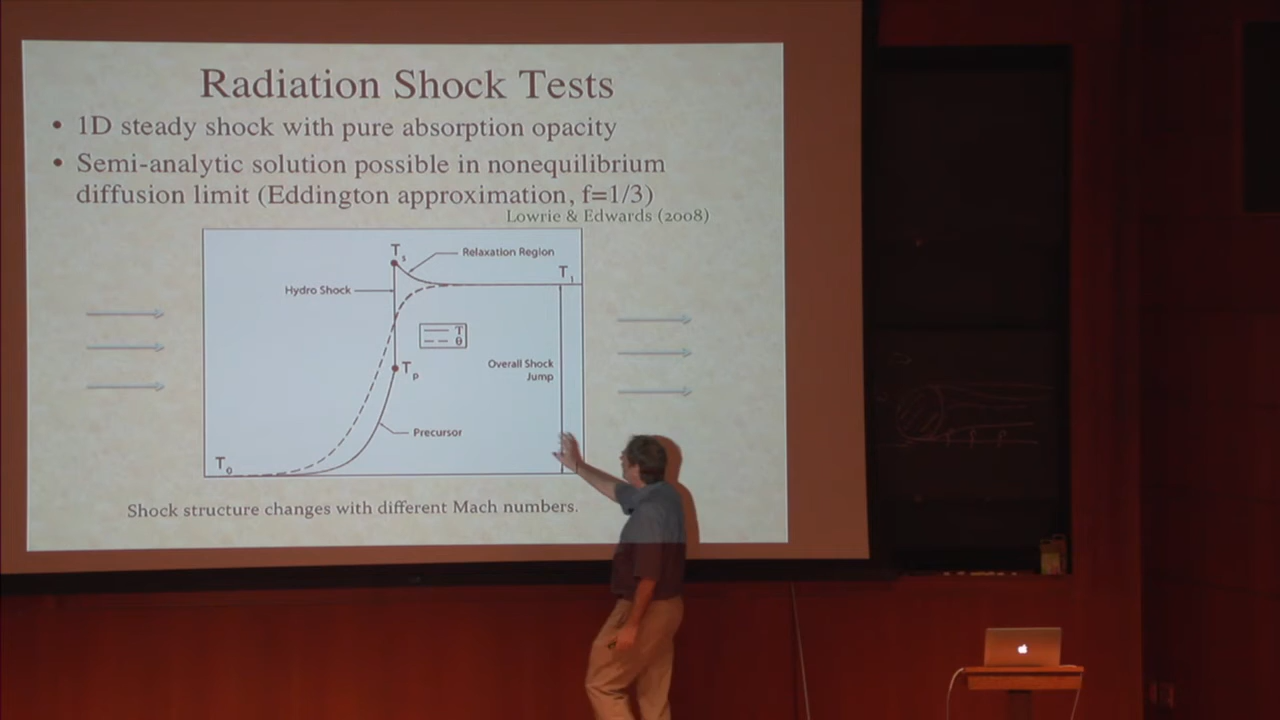 Radiation Shock Tests
• 1D steady shock with pure absorption opacity
• Semi-analytic solution possible in nonequilibrium
diffusion limit (Eddington approximation, f=1/3)
Lowrie & Edwards (2008)
Ts
Relaxation Region
T1
Hydro Shock
T
θ
Overall Shock
Jump
Tp
Precursor
T0
Shock structure changes with different Mach numbers.